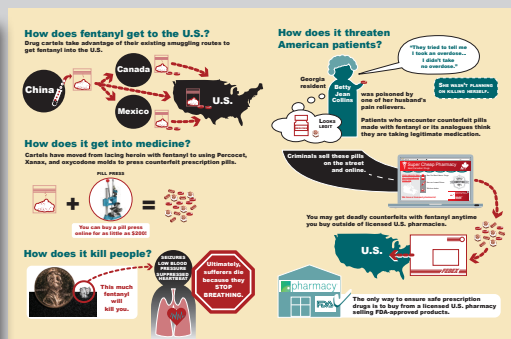 How does fentanyl get to the U.S.?
Drug cartels take advantage of their existing smuggling routes to
get fentanyl into the U.S.
China
Canada
Mexico
U.S.
How does it get into medicine?
Cartels have moved from lacing heroin with fentanyl to using Percocet,
Xanax, and oxycodone molds to press counterfeit prescription pills.
PILL PRESS
+
=
You can buy a pill press
online for as little as $200!
How does it kill people?
This much
fentanyl
will
kill you.
SEIZURES
LOW BLOOD
PRESSURE
SUPPRESSED
HEARTBEAT
Ultimately,
sufferers die
because they
STOP
BREATHING.
How does it threaten
American patients?
"They tried to tell me
I took an overdone...
I didn't take
no overdone."
She wasn't planning
on killing herself.
Georgia
resident
Betty
Jean
Collins
was poisoned by
one of her husband's
pain relievers.
Looks
legit
Patients who encounter counterfeit pills
made with fentanyl or its analogues think
they are taking legitimate medication.
Criminals sell these pills
on the street
and online.
Super Cheap Pharmacy
You may get deadly counterfeits with fentanyl anytime
you buy outside of licensed U.S. pharmacies.
U.S.
FEDEX
pharmacy
FDA
The only way to ensure safe prescription
drugs is to buy from a licensed U.S. pharmacy
selling FDA-approved products.